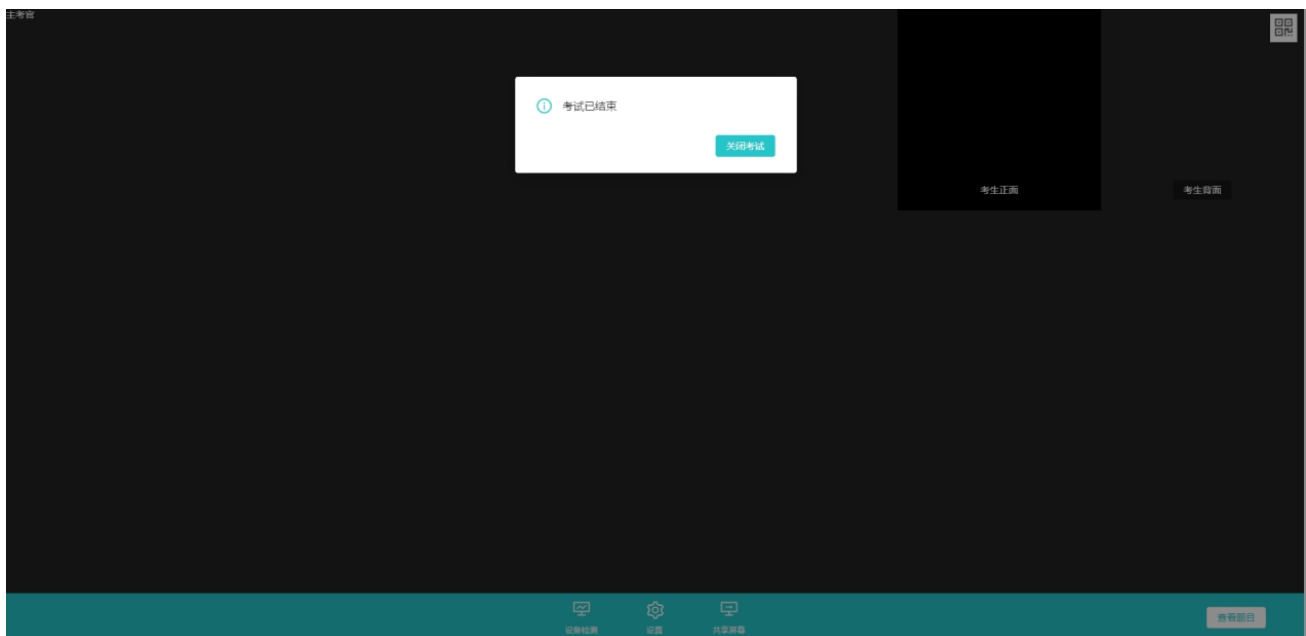 主考官
考试已结束
关闭考试
考生正面
考生背面
设备检测
设置
共享屏幕
查看题目